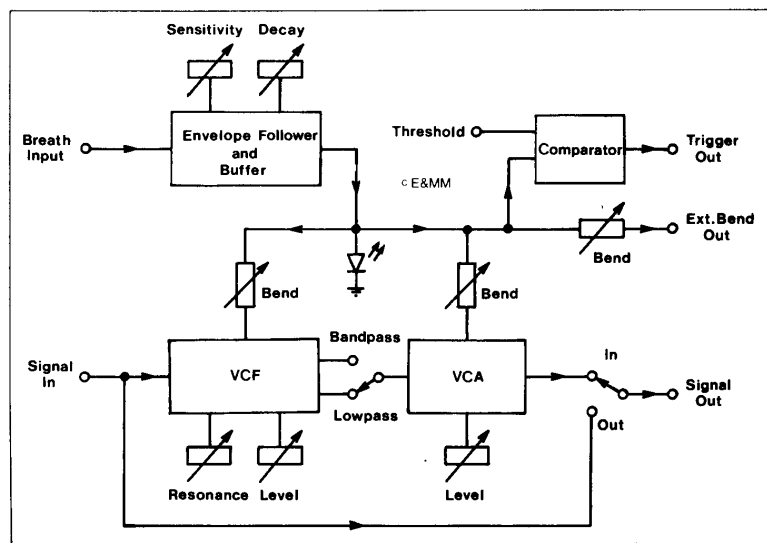 Sensitivity
Decay
Breath
Input
Envelope Follower
and
Buffer
Threshold
Comparator
Trigger
Out
c E&MM
Ext.Bend
Out
Bend
Bend
Bend
Signal
In
VCF
Bandpass
Lowpass
VCA
In
Out
Signal
Out
Resonance
Level
Level